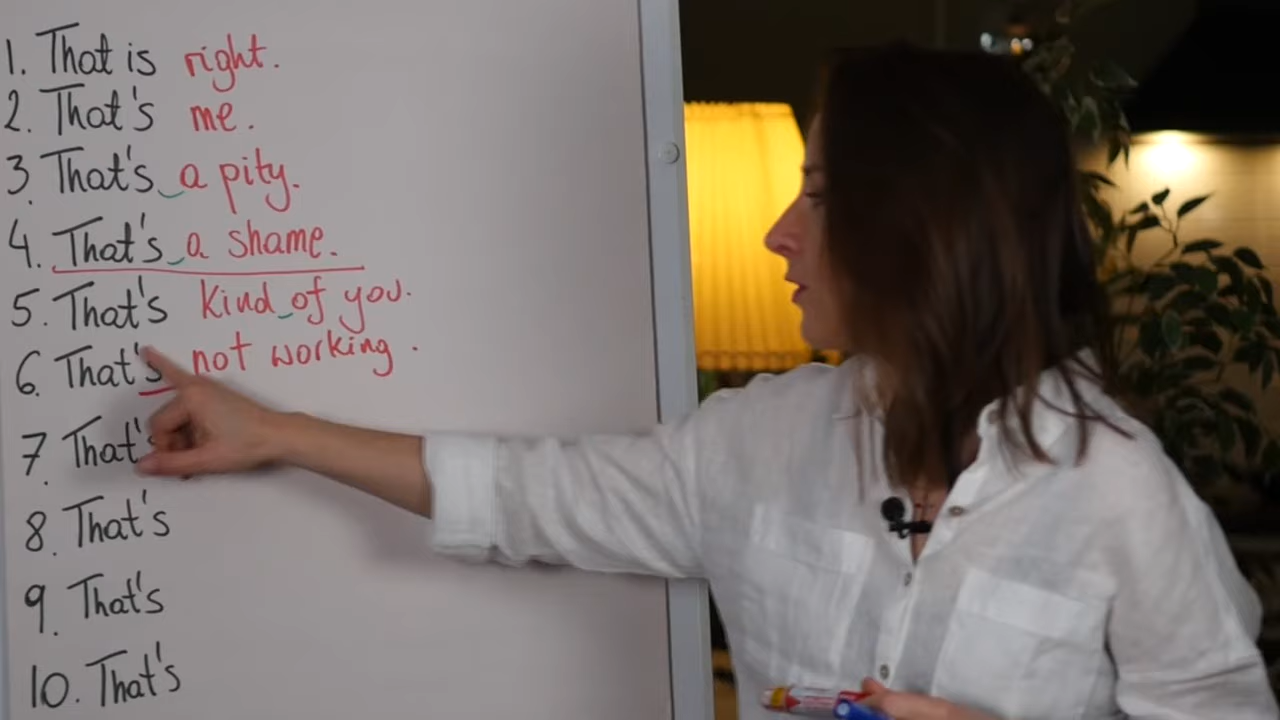 1. That is right.
2. That's me.
3. That's a pity.
4. That's a shame.
5. That's kind of you.
6. That's not working.
7. That'
8. That's
9. That's
10. That's